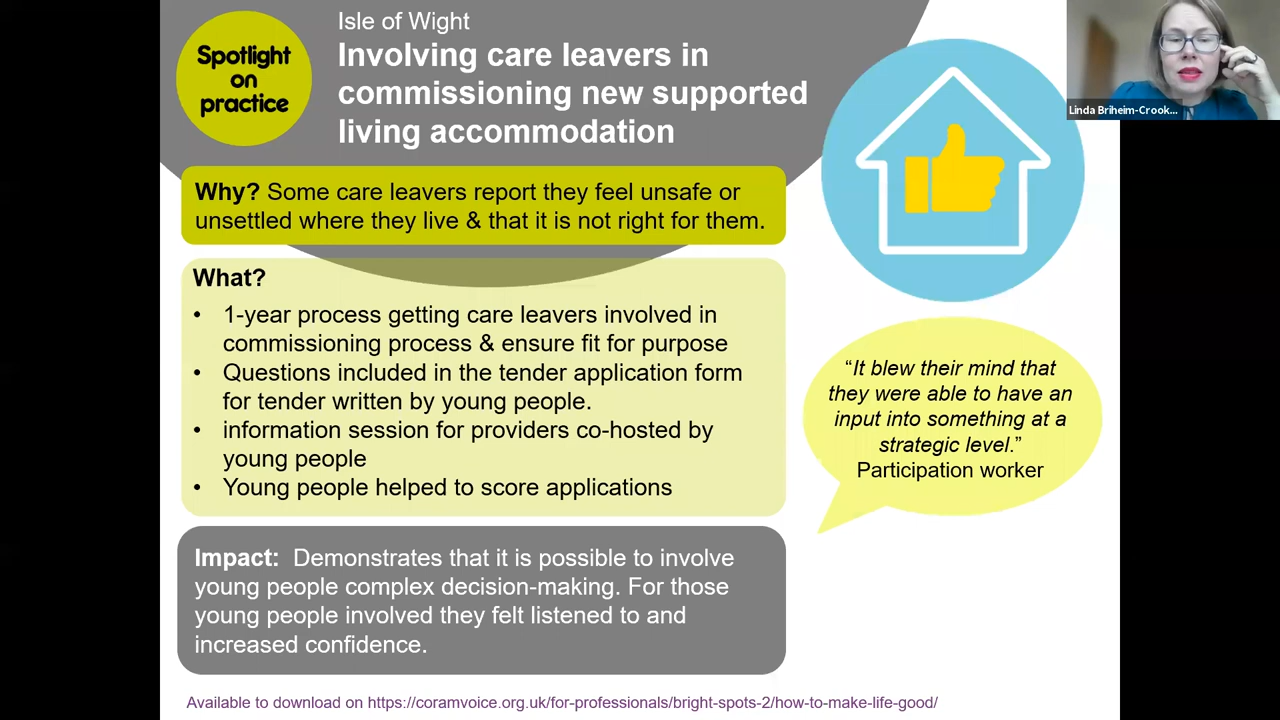 Spotlight
on
practice
Isle of Wight
Involving care leavers in
commissioning new supported
living accommodation
Linda Briheim-Crook...
Why? Some care leavers report they feel unsafe or
unsettled where they live & that it is not right for them.
What?
• 1-year process getting care leavers involved in
commissioning process & ensure fit for purpose
• Questions included in the tender application form
for tender written by young people.
• information session for providers co-hosted by
young people
• Young people helped to score applications
“It blew their mind that
they were able to have an
input into something at a
strategic level.”
Participation worker
Impact: Demonstrates that it is possible to involve
young people complex decision-making. For those
young people involved they felt listened to and
increased confidence.
Available to download on https://coramvoice.org.uk/for-professionals/bright-spots-2/how-to-make-life-good/